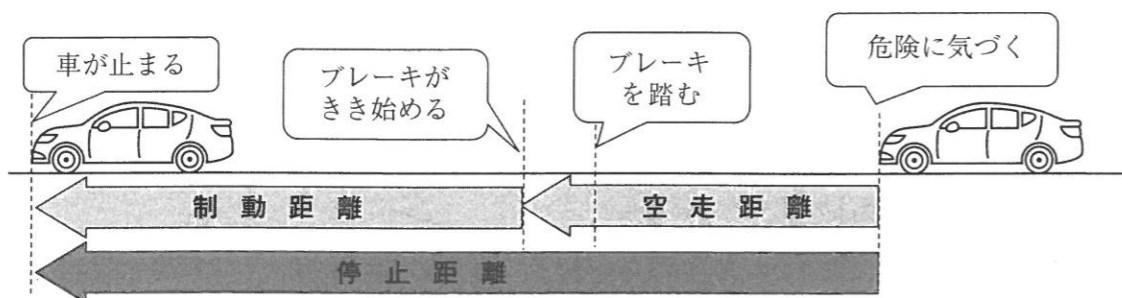 車が止まる
ブレーキが
きき始める
ブレーキ
を踏む
危険に気づく
制動距離
空走距離
停止距離